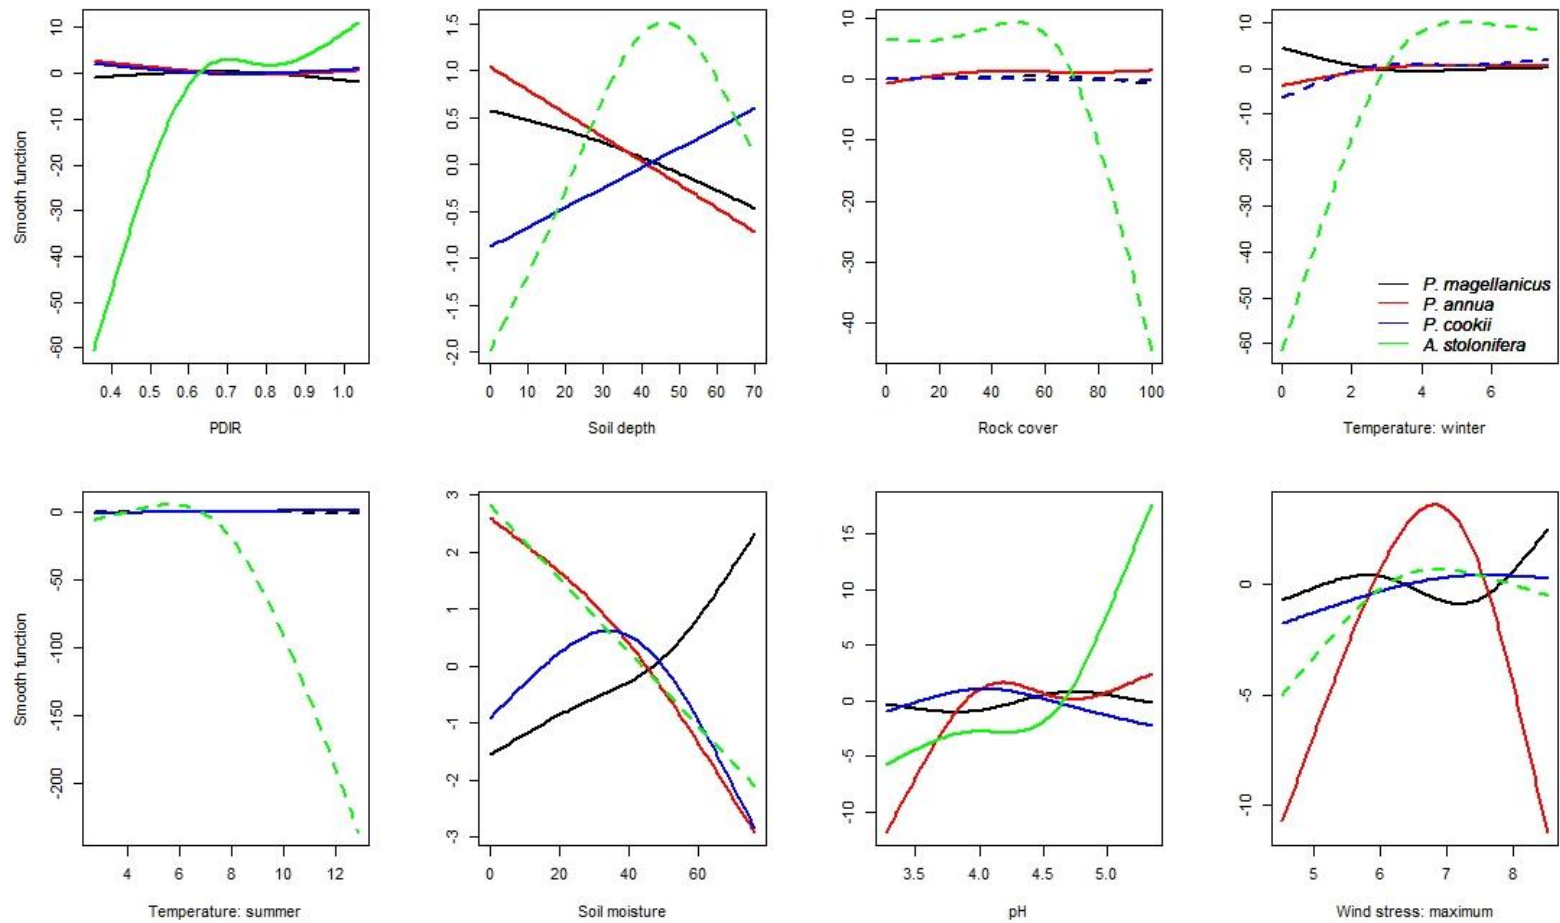 Smooth function
10
0
-10
-20
-30
-40
-50
-60
0.4 0.5 0.6 0.7 0.8 0.9 1.0
PDIR
1.5
1.0
0.5
0.0
-0.5
-1.0
-1.5
-2.0
0 10 20 30 40 50 60 70
Soil depth
10
0
-10
-20
-30
-40
0 20 40 60 80 100
Rock cover
10
0
-10
-20
-30
-40
-50
-60
P. magellanicus
P. annua
P. cookii
A. stolonifera
0 2 4 6
Temperature: winter
Smooth function
0
-50
-100
-150
-200
4 6 8 10 12
Temperature: summer
3
2
1
0
-1
-2
-3
0 20 40 60
Soil moisture
15
10
5
0
-5
-10
3.5 4.0 4.5 5.0
pH
0
-5
-10
5 6 7 8
Wind stress: maximum